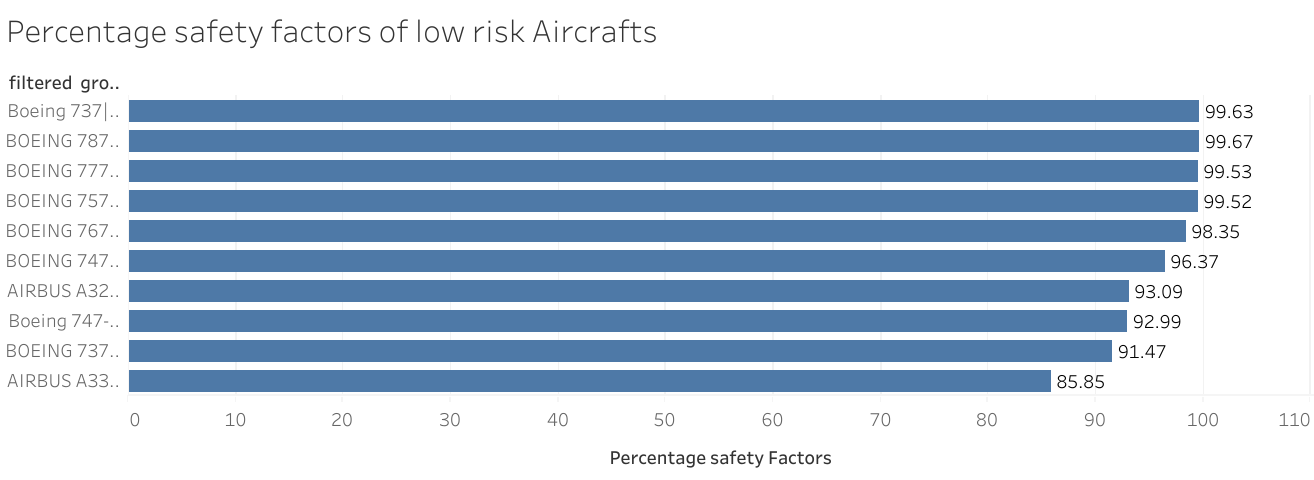 Percentage safety factors of low risk Aircrafts
filtered gro..
Boeing 737|.. 99.63
BOEING 787.. 99.67
BOEING 777.. 99.53
BOEING 757.. 99.52
BOEING 767.. 98.35
BOEING 747.. 96.37
AIRBUS A32.. 93.09
Boeing 747-.. 92.99
BOEING 737.. 91.47
AIRBUS A33.. 85.85
0 10 20 30 40 50 60 70 80 90 100 110
Percentage safety Factors